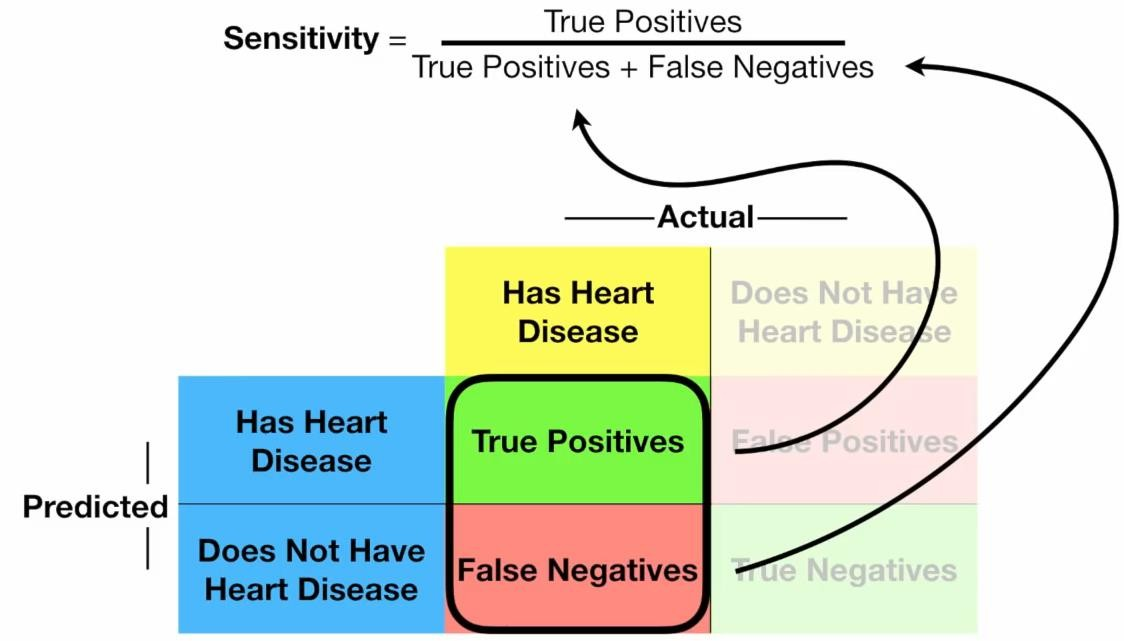 True Positives
Sensitivity =
True Positives + False Negatives
Actual
Has Heart
Disease
Does Not Have
Heart Disease
Has Heart
Disease
True Positives
False Positives
Predicted
Does Not Have
Heart Disease
False Negatives
True Negatives